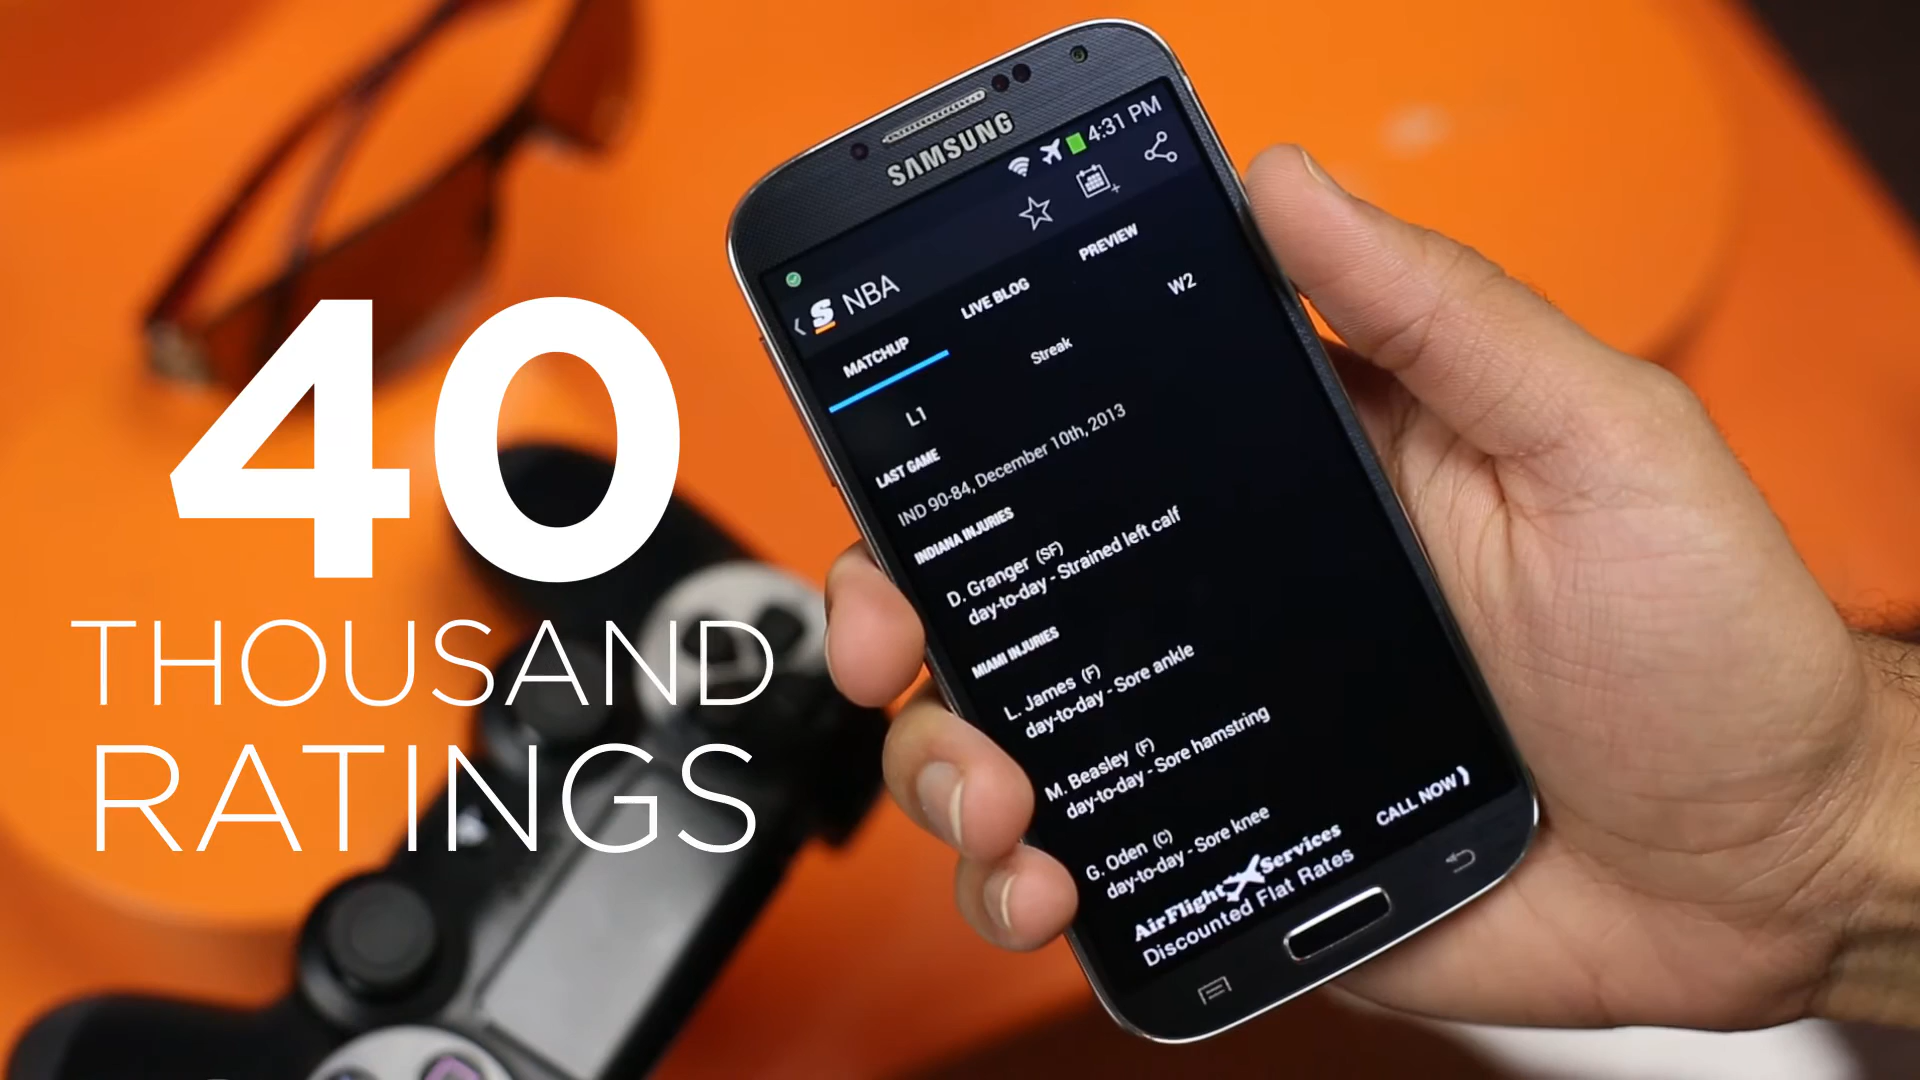 40
THOUSAND
RATINGS
SAMSUNG
4:31 PM
S NBA
MATCHUP LIVE BLOG PREVIEW
L1 Streak W2
LAST GAME
IND 90-84, December 10th, 2013
INDIANA INJURIES
D. Granger (SF)
day-to-day - Strained left calf
MIAMI INJURIES
L. James (F)
day-to-day - Sore ankle
M. Beasley (F)
day-to-day - Sore hamstring
G. Oden (C)
day-to-day - Sore knee
AirFlight Services
Discounted Flat Rates
CALL NOW